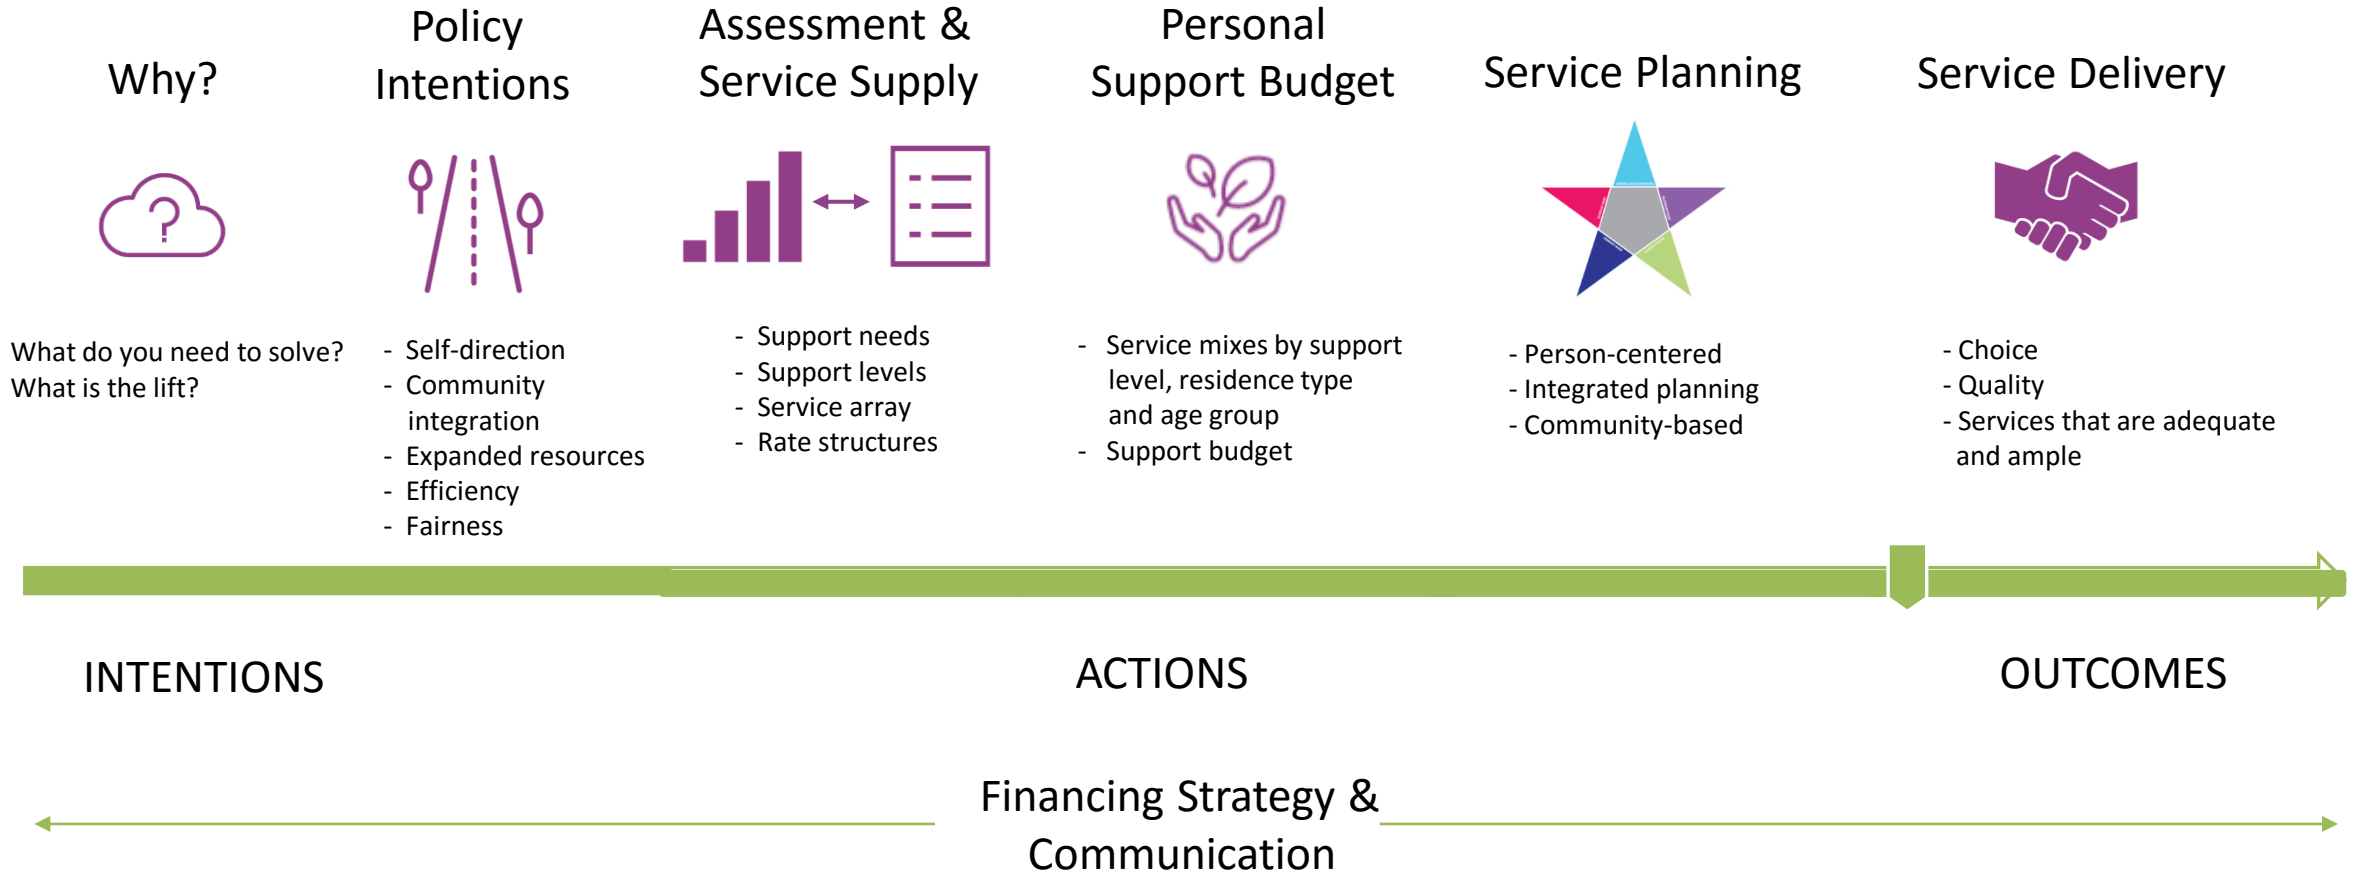 Why?
Policy
Intentions
Assessment &
Service Supply
Personal
Support Budget
Service Planning
Service Delivery
?
What do you need to solve?
What is the lift?
- Self-direction
- Community
integration
- Expanded resources
- Efficiency
- Fairness
- Support needs
- Support levels
- Service array
- Rate structures
- Service mixes by support
level, residence type
and age group
- Support budget
- Person-centered
- Integrated planning
- Community-based
- Choice
- Quality
- Services that are adequate
and ample
INTENTIONS
ACTIONS
OUTCOMES
Financing Strategy &
Communication